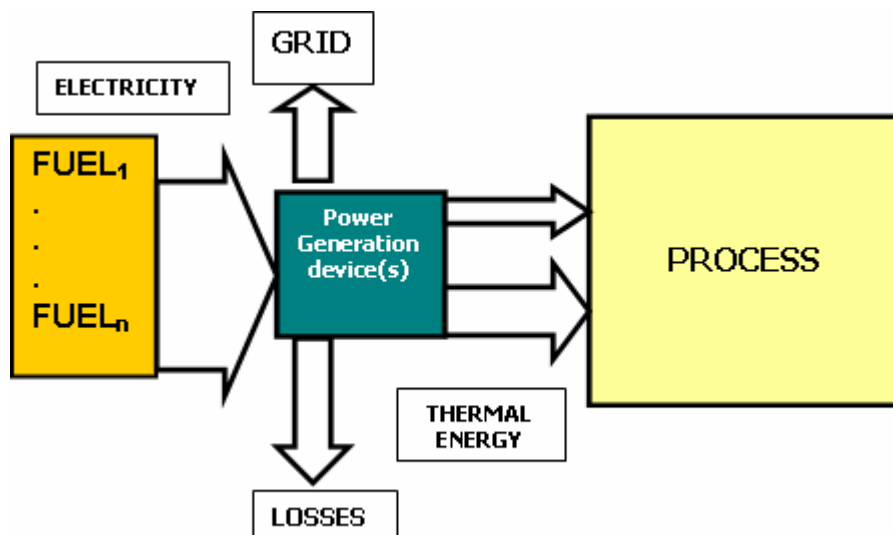 GRID
ELECTRICITY
FUEL₁
.
.
.
FUELₙ
Power
Generation
device(s)
PROCESS
THERMAL
ENERGY
LOSSES